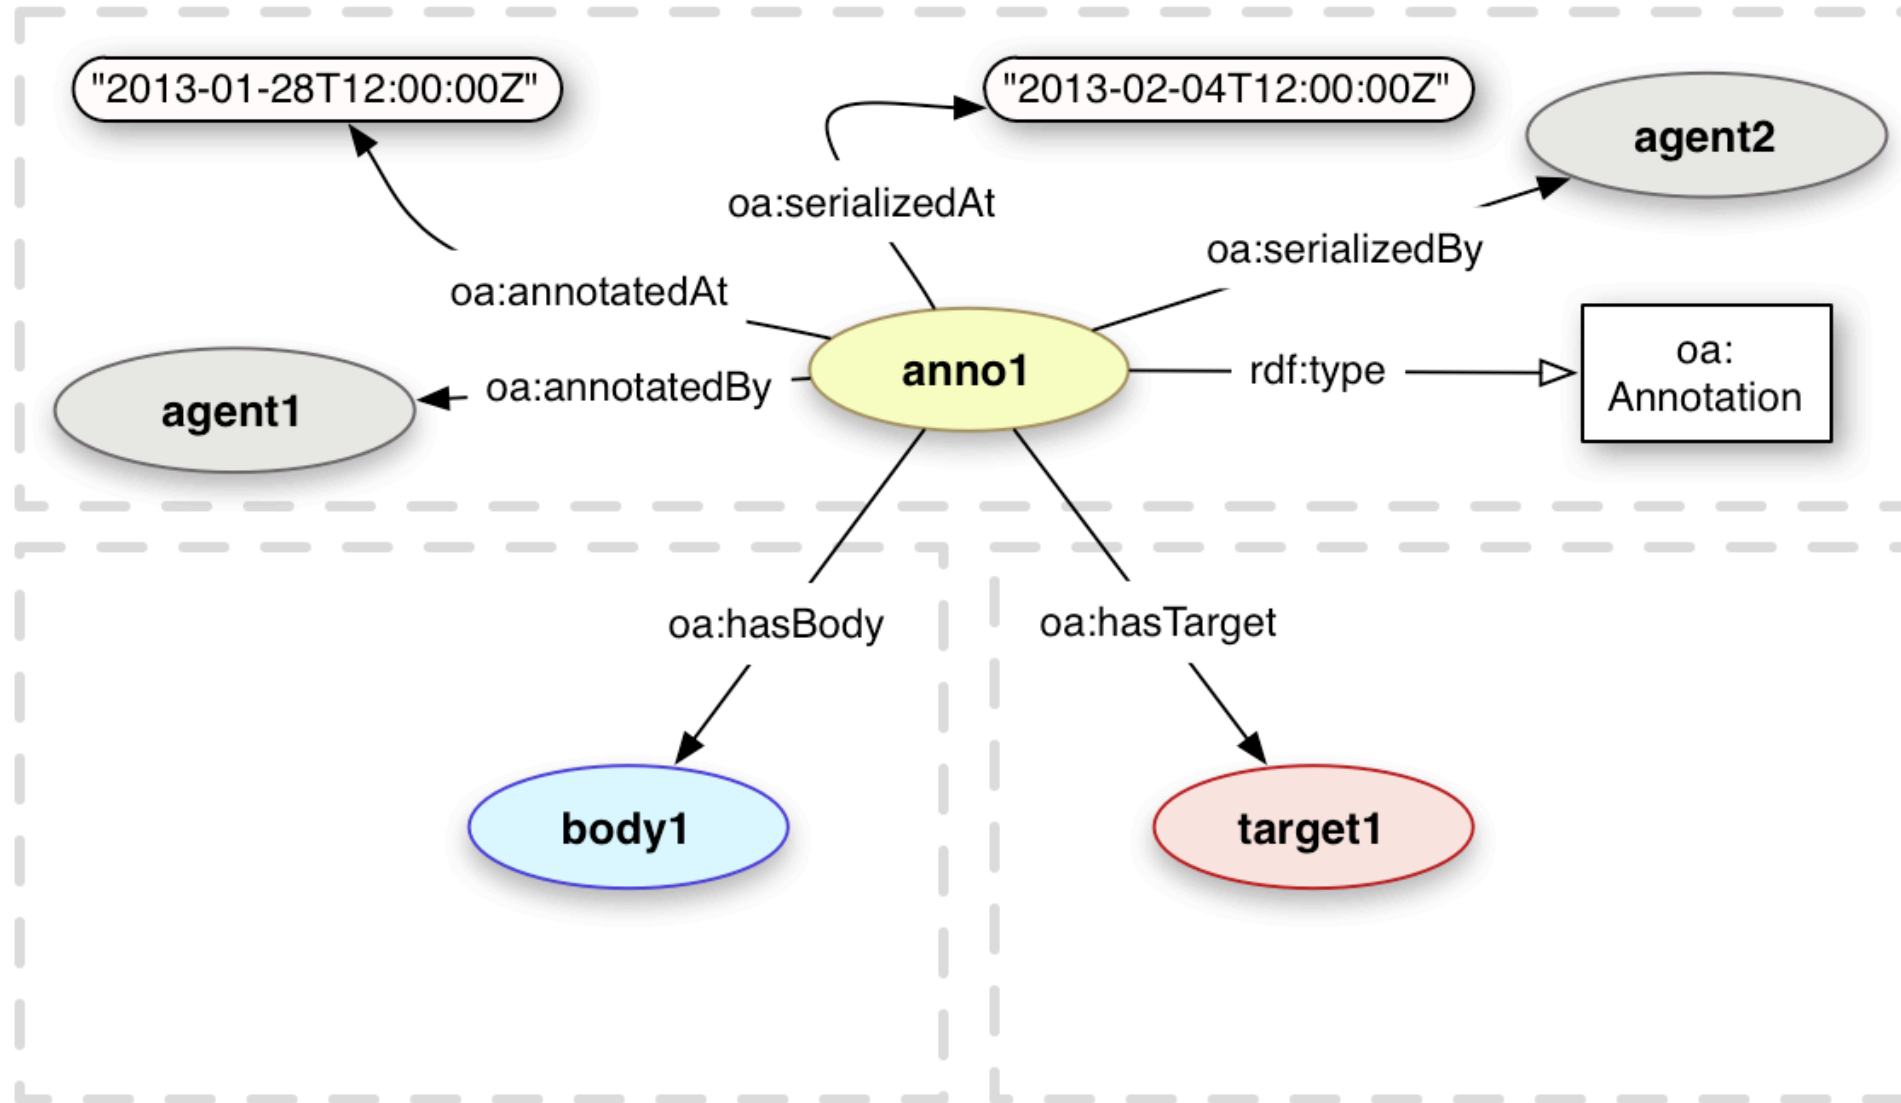 "2013-01-28T12:00:00Z"
"2013-02-04T12:00:00Z"
agent2
oa:serializedAt
oa:serializedBy
oa:annotatedAt
oa:
Annotation
anno1
rdf:type
oa:annotatedBy
agent1
oa:hasBody
oa:hasTarget
body1
target1